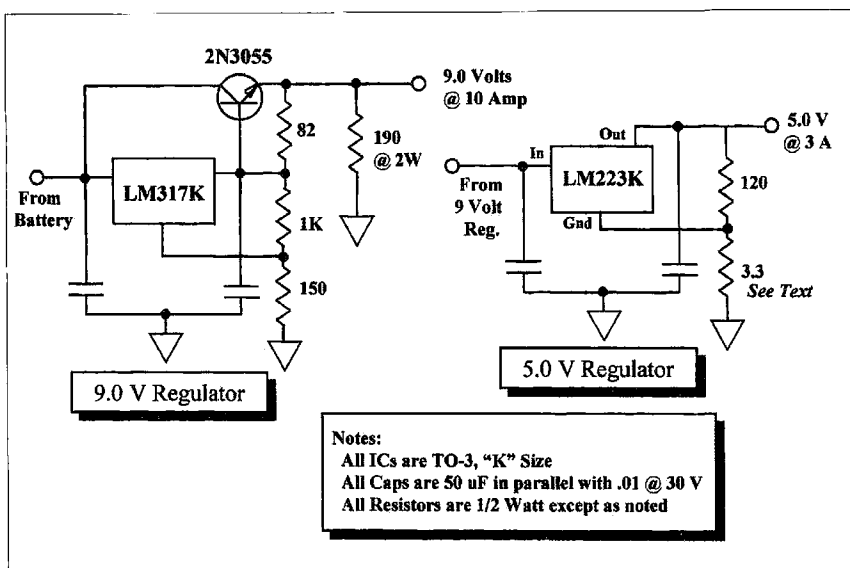 2N3055
9.0 Volts
@ 10 Amp
82
190
@ 2W
LM317K
From
Battery
1K
150
9.0 V Regulator
5.0 V
@ 3 A
Out
In
LM223K
From
9 Volt
Reg.
Gnd
120
3.3
See Text
5.0 V Regulator
Notes:
All ICs are TO-3, “K” Size
All Caps are 50 uF in parallel with .01 @ 30 V
All Resistors are 1/2 Watt except as noted